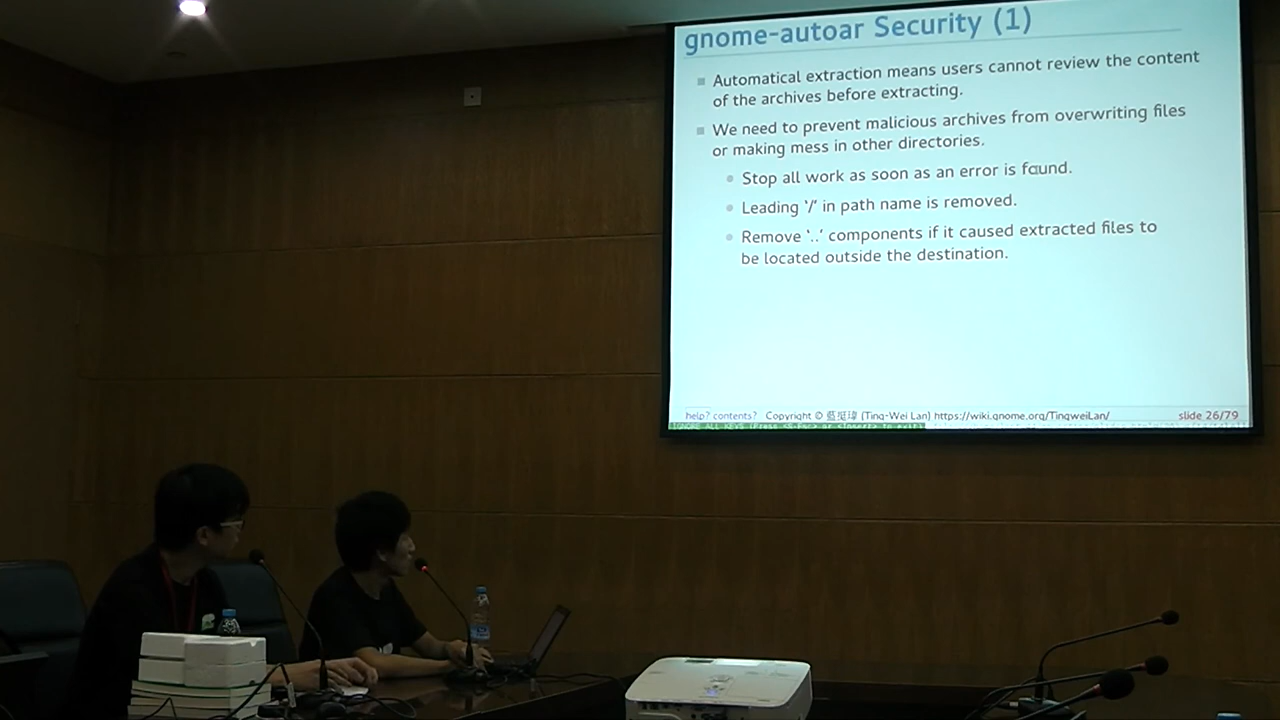 gnome-autoar Security (1)
Automatical extraction means users cannot review the content
of the archives before extracting.
We need to prevent malicious archives from overwriting files
or making mess in other directories.
Stop all work as soon as an error is found.
Leading '/' in path name is removed.
Remove '..' components if it caused extracted files to
be located outside the destination.
help? contents? Copyright © 藍挺瑋 (Ting-Wei Lan) https://wiki.gnome.org/TingweiLan/ slide 26/79